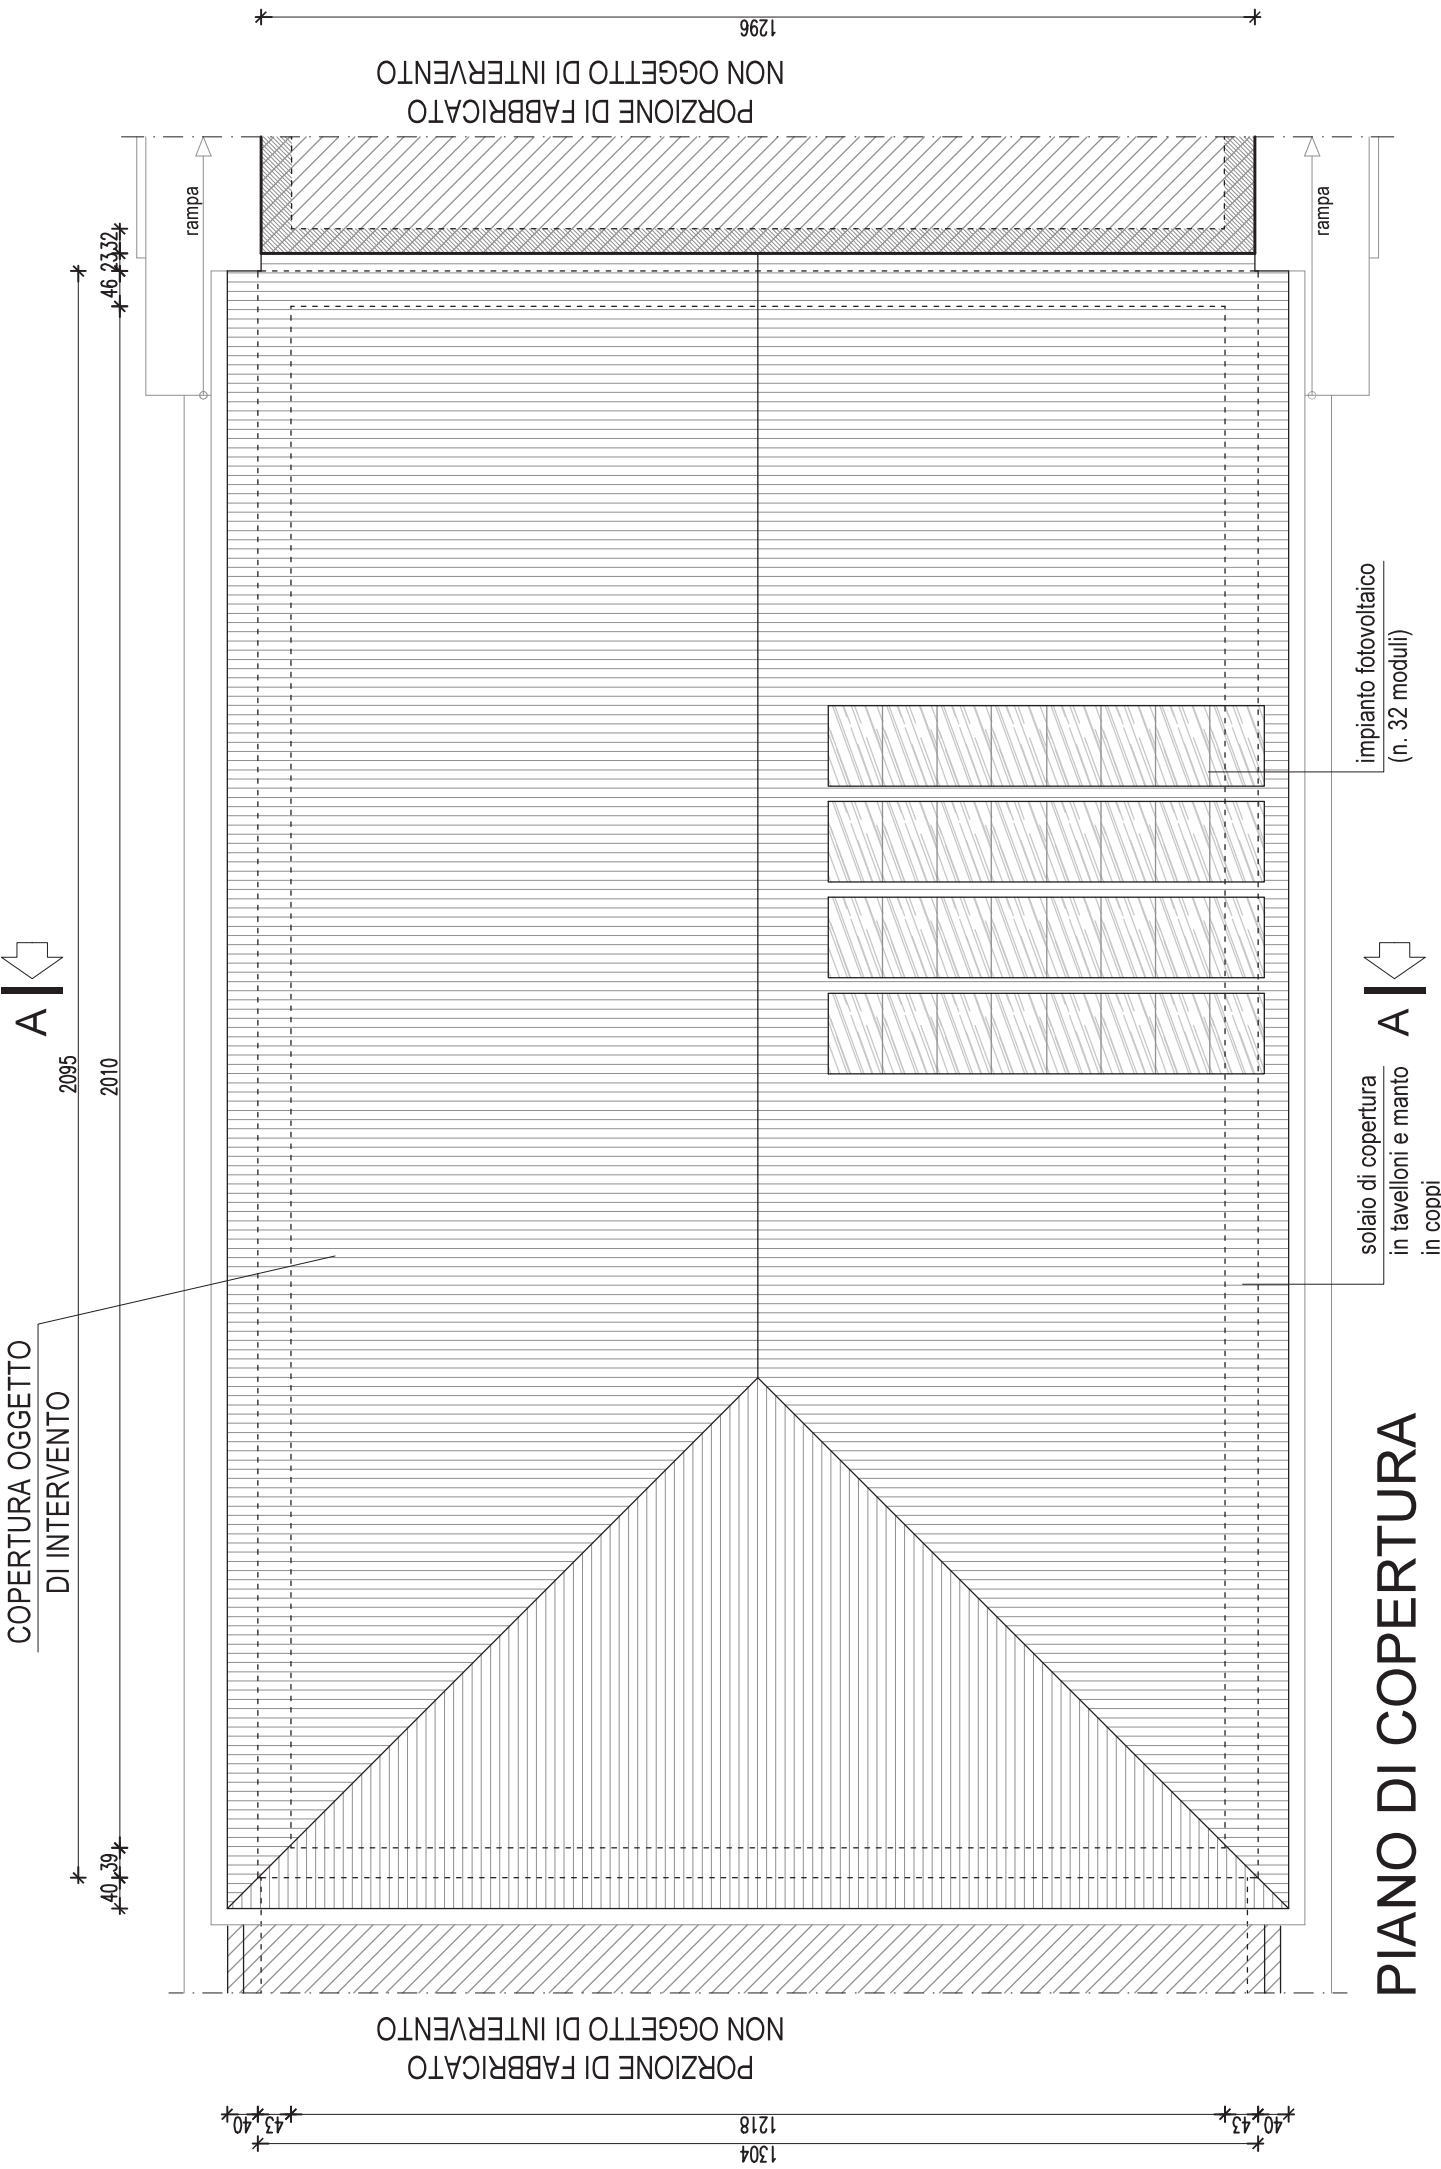 1296
PORZIONE DI FABBRICATO
NON OGGETTO DI INTERVENTO
rampa
rampa
46
23
32
2095
2010
A
A
COPERTURA OGGETTO
DI INTERVENTO
impianto fotovoltaico
(n. 32 moduli)
solaio di copertura
in tavelloni e manto
in coppi
40
39
PIANO DI COPERTURA
PORZIONE DI FABBRICATO
NON OGGETTO DI INTERVENTO
40
43
1218
43
40
1304